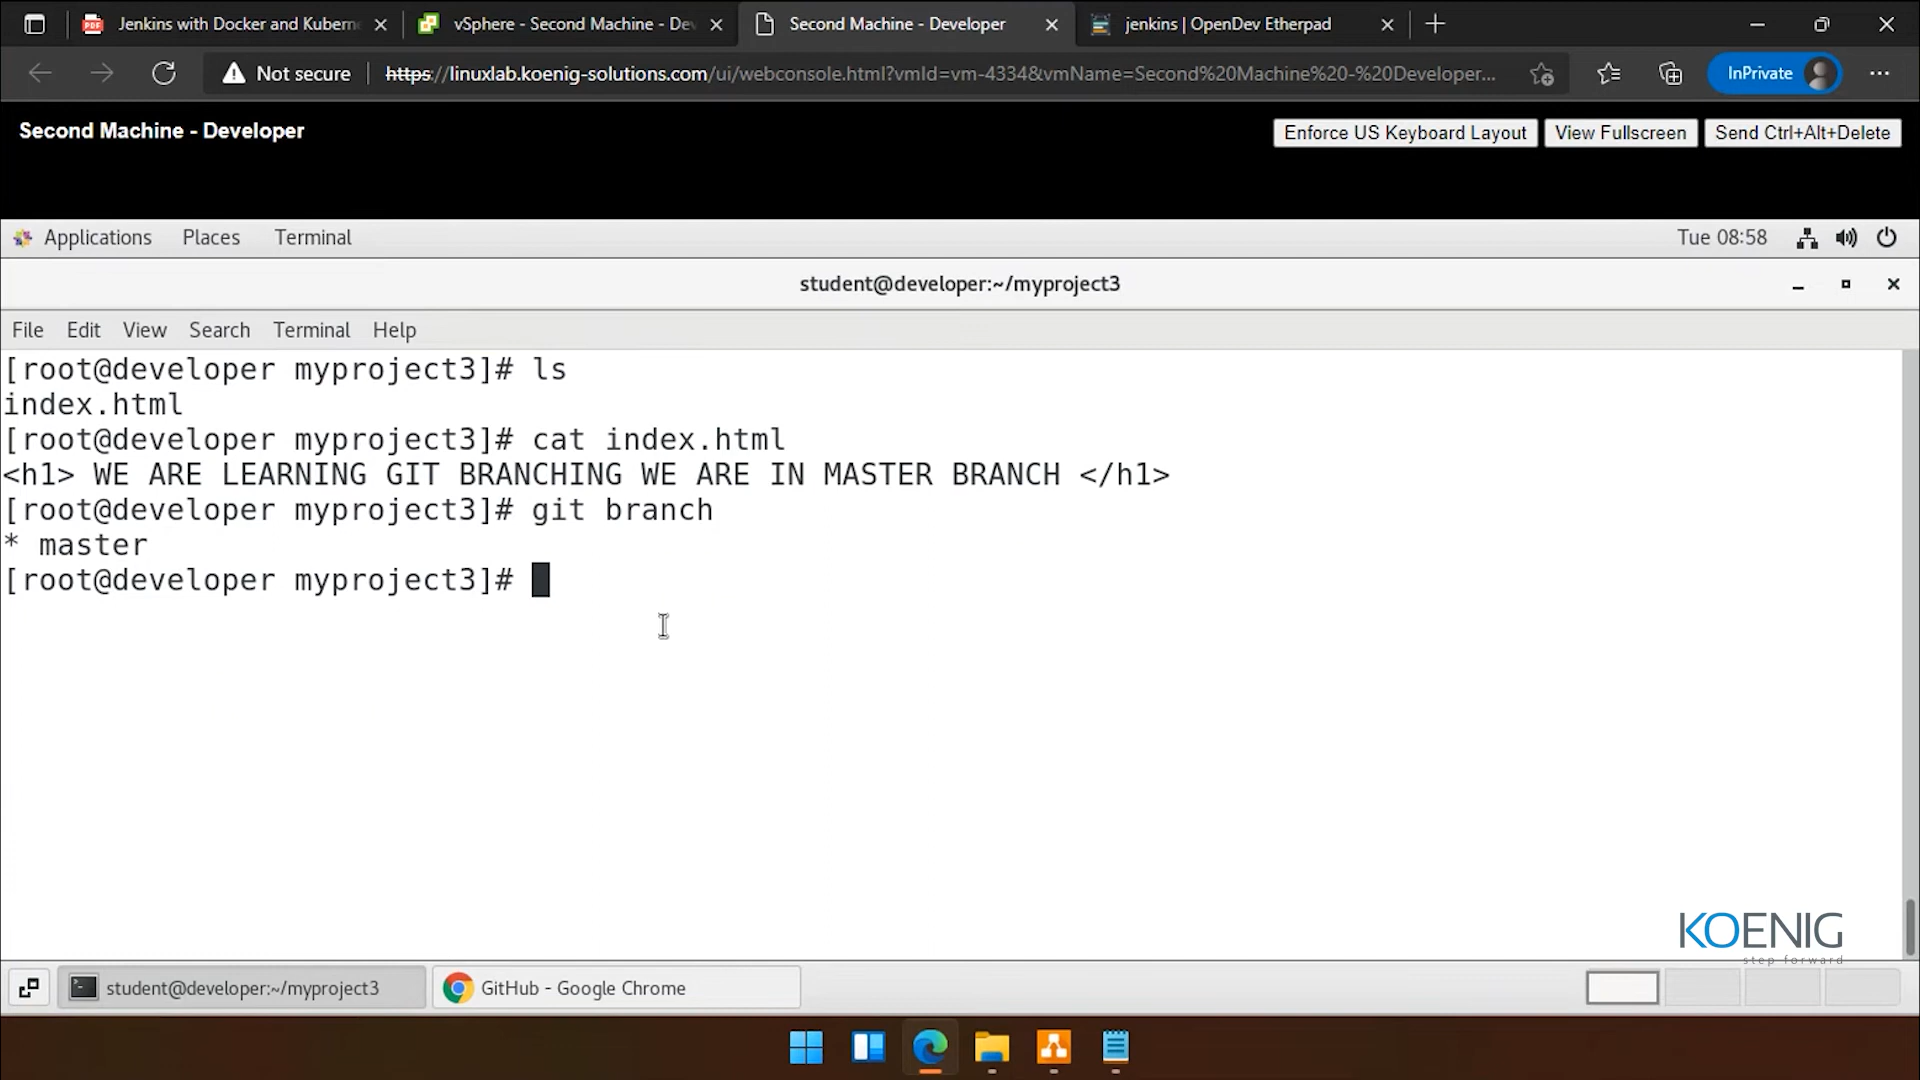 Jenkins with Docker and Kubern
vSphere - Second Machine - Dev
Second Machine - Developer
jenkins | OpenDev Etherpad
Not secure
https://linuxlab.koenig-solutions.com/ui/webconsole.html?vmId=vm-4334&vmName=Second%20Machine%20-%20Developer...
InPrivate
Second Machine - Developer
Enforce US Keyboard Layout
View Fullscreen
Send Ctrl+Alt+Delete
Applications Places Terminal
Tue 08:58
student@developer:~/myproject3
File Edit View Search Terminal Help
[root@developer myproject3]# ls
index.html
[root@developer myproject3]# cat index.html
<h1> WE ARE LEARNING GIT BRANCHING WE ARE IN MASTER BRANCH </h1>
[root@developer myproject3]# git branch
* master
[root@developer myproject3]#
KOENIG
step forward
student@developer:~/myproject3
GitHub - Google Chrome